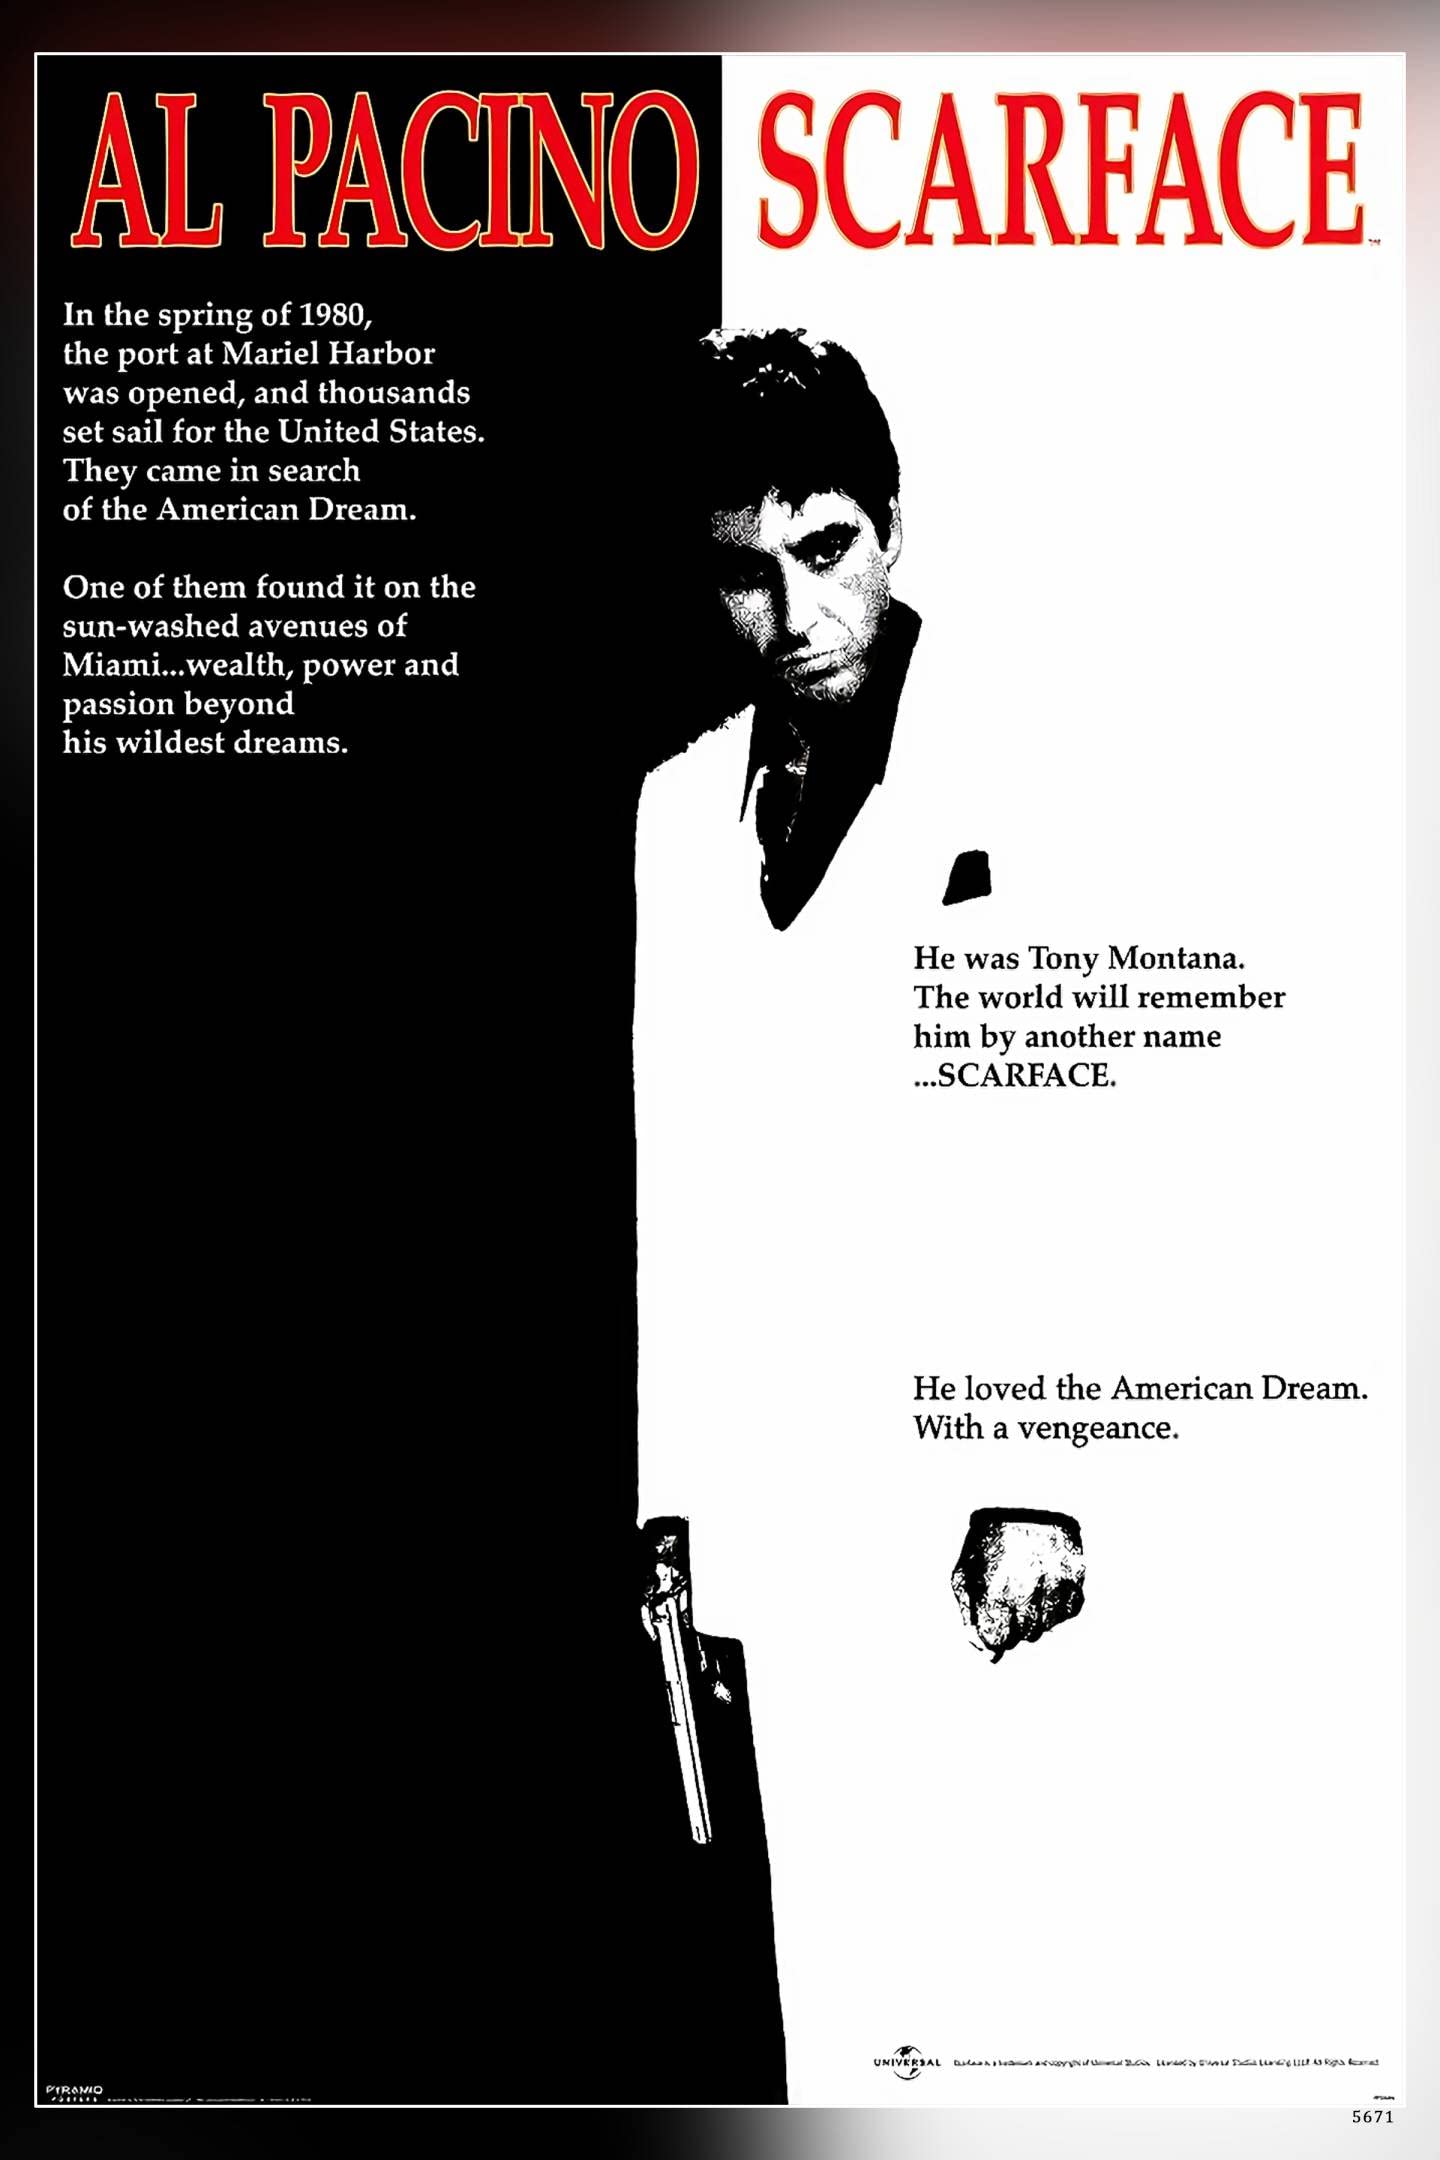 AL PACINO SCARFACE
In the spring of 1980,
the port at Mariel Harbor
was opened, and thousands
set sail for the United States.
They came in search
of the American Dream.
One of them found it on the
sun-washed avenues of
Miami...wealth, power and
passion beyond
his wildest dreams.
He was Tony Montana.
The world will remember
him by another name
...SCARFACE.
He loved the American Dream.
With a vengeance.
UNIVERSAL
PYRAMID
5671